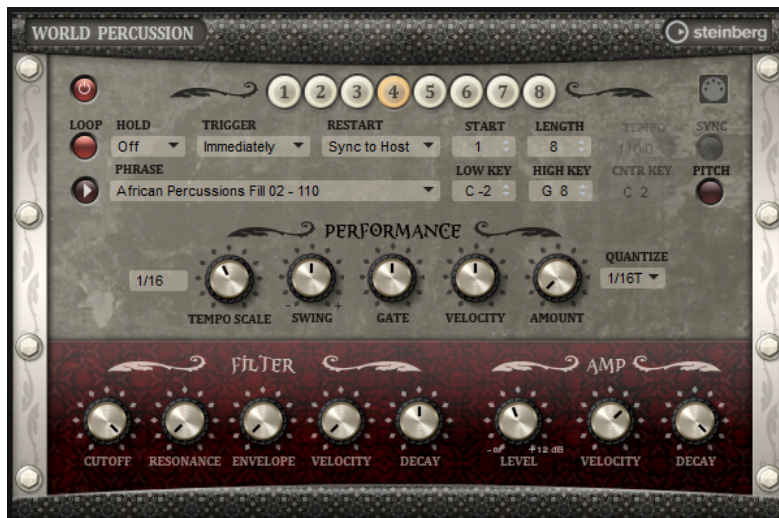 WORLD PERCUSSION
steinberg
1 2 3 4 5 6 7 8
LOOP HOLD TRIGGER RESTART START LENGTH TEMPO SYNC
Off Immediately Sync to Host 1 8 110.0
PHRASE LOW KEY HIGH KEY CNTR KEY PITCH
African Percussions Fill 02 - 110 C -2 G 8 C 2
PERFORMANCE
QUANTIZE
1/16 1/16T
- +
TEMPO SCALE SWING GATE VELOCITY AMOUNT
FILTER AMP
-∞ +12 dB
CUTOFF RESONANCE ENVELOPE VELOCITY DECAY LEVEL VELOCITY DECAY